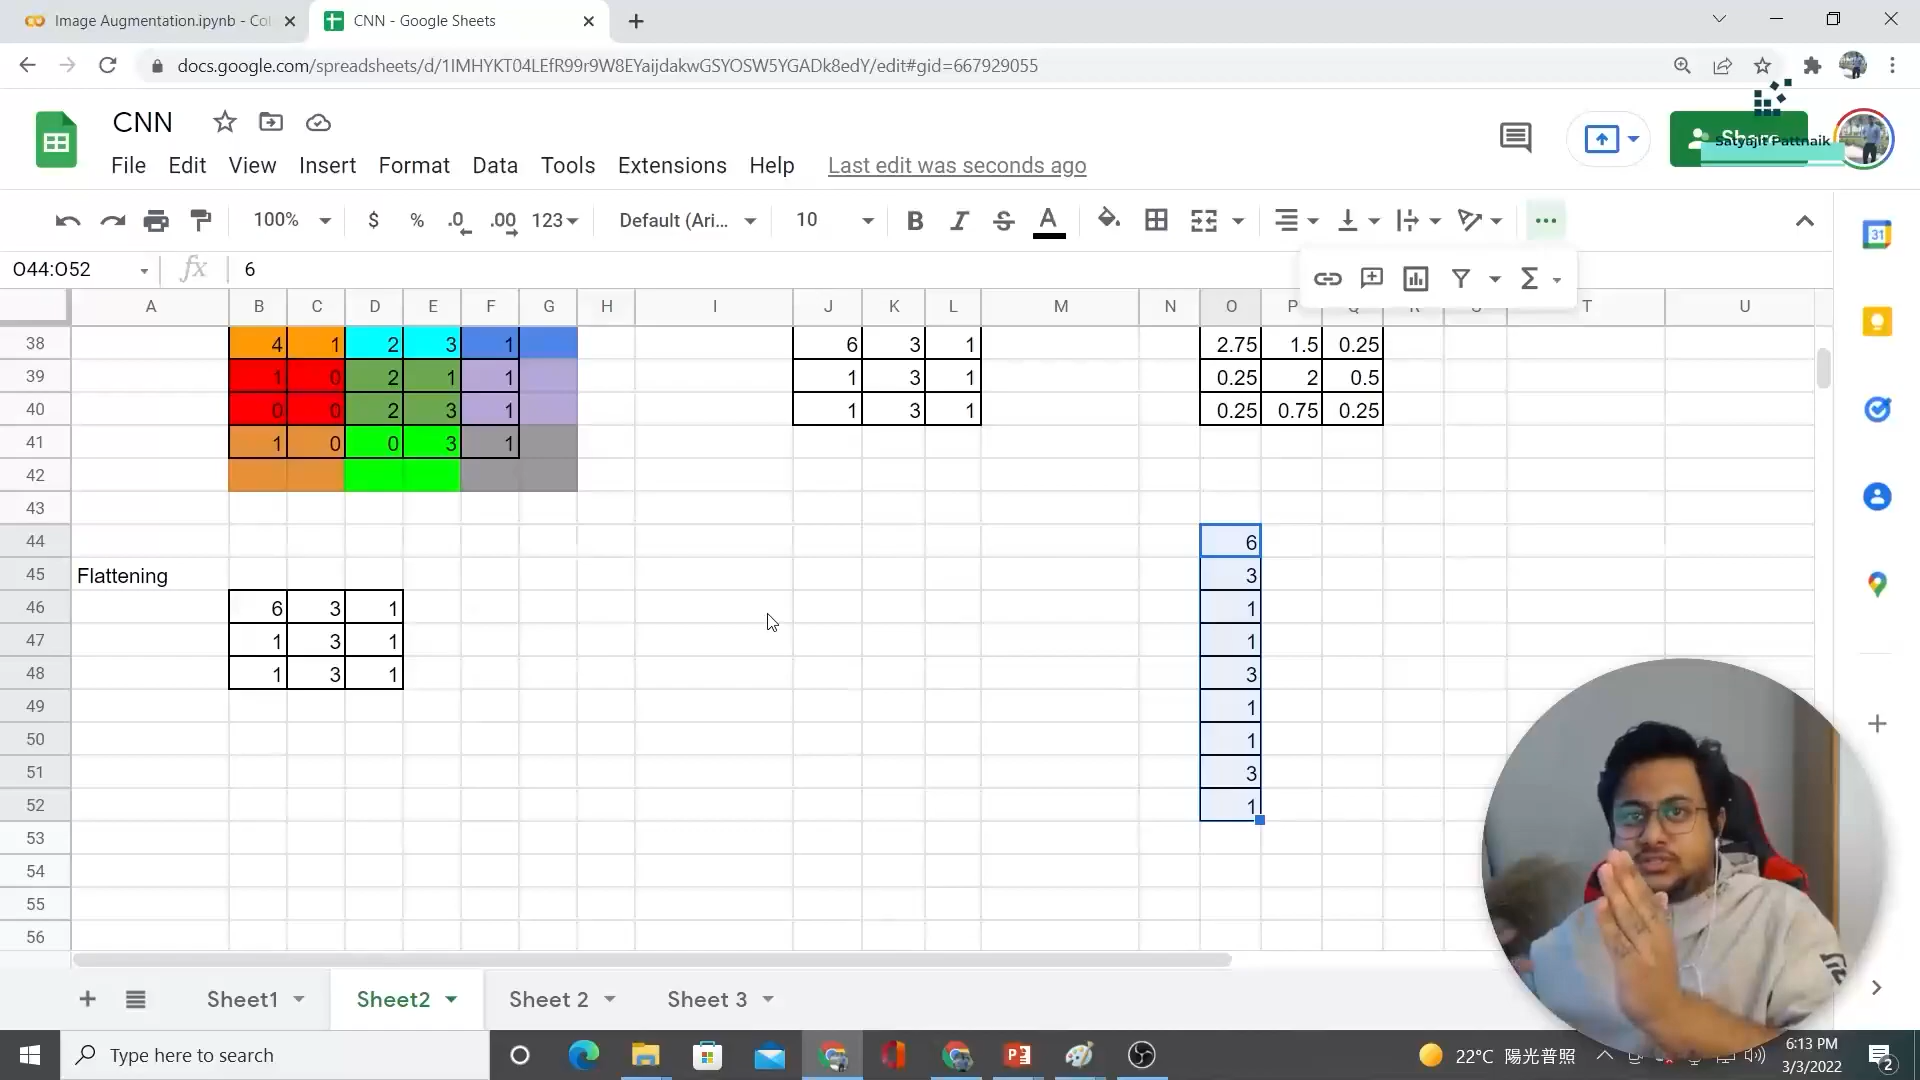 Image Augmentation.ipynb - Col
CNN - Google Sheets
docs.google.com/spreadsheets/d/1IMHYKT04LEfR99r9W8EYaijdakwGSYOSW5YGADk8edY/edit#gid=667929055
CNN
Share
Satyajit Pattnaik
File Edit View Insert Format Data Tools Extensions Help Last edit was seconds ago
100% $ % .0 .00 123 Default (Ari... 10 B I S A
O44:O52 fx 6
A B C D E F G H I J K L M N O P Q R S T U
38 4 1 2 3 1 6 3 1 2.75 1.5 0.25
39 1 0 2 1 1 1 3 1 0.25 2 0.5
40 0 0 2 3 1 1 3 1 0.25 0.75 0.25
41 1 0 0 3 1
42
43
44 6
45 Flattening 3
46 6 3 1 1
47 1 3 1 1
48 1 3 1 3
49 1
50 1
51 3
52 1
53
54
55
56
31
Sheet1 Sheet2 Sheet 2 Sheet 3
Type here to search
22°C 陽光普照
6:13 PM
3/3/2022
2